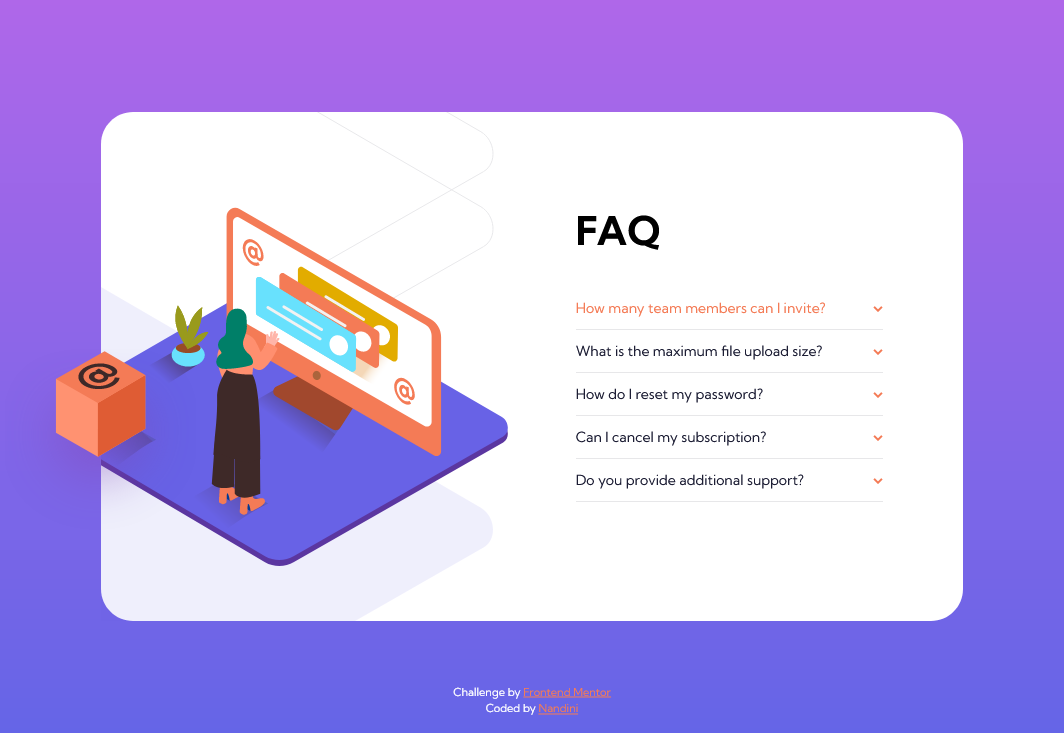 FAQ
How many team members can I invite?
What is the maximum file upload size?
How do I reset my password?
Can I cancel my subscription?
Do you provide additional support?
@
@
@
Challenge by Frontend Mentor
Coded by Nandini